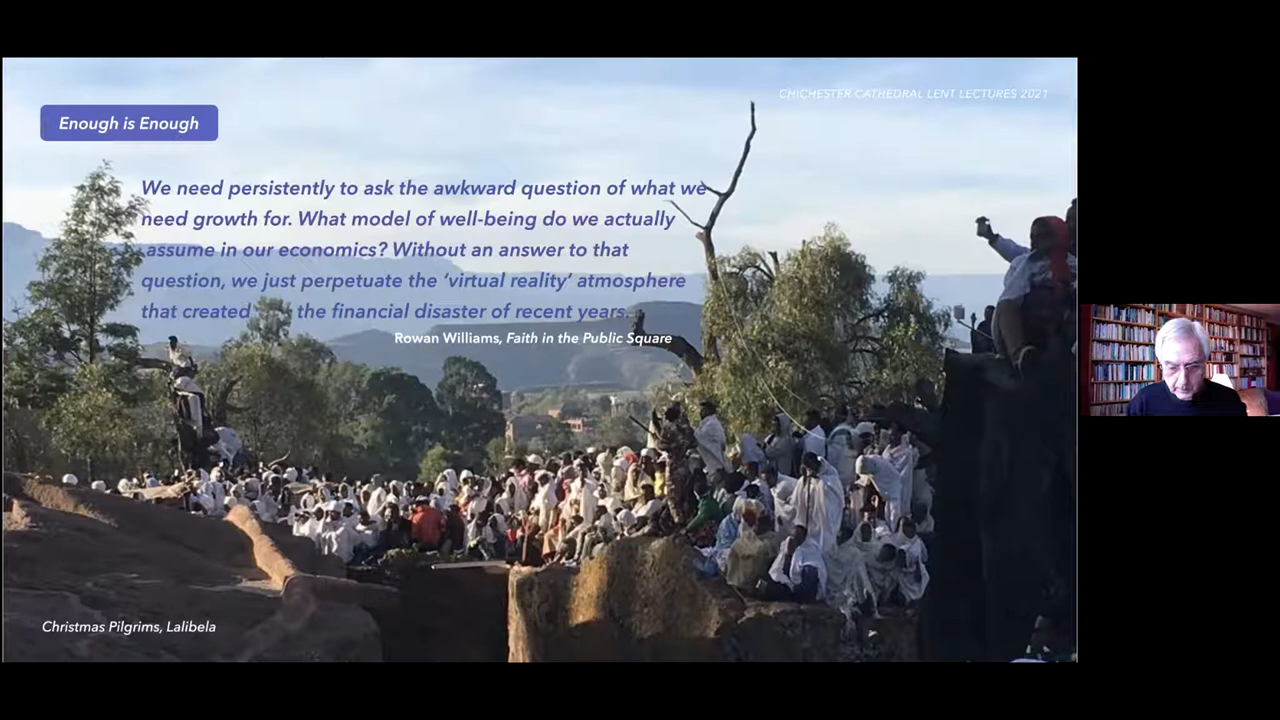 CHICHESTER CATHEDRAL LENT LECTURES 2021
Enough is Enough
We need persistently to ask the awkward question of what we
need growth for. What model of well-being do we actually
assume in our economics? Without an answer to that
question, we just perpetuate the ‘virtual reality’ atmosphere
that created the financial disaster of recent years.
Rowan Williams, Faith in the Public Square
Christmas Pilgrims, Lalibela